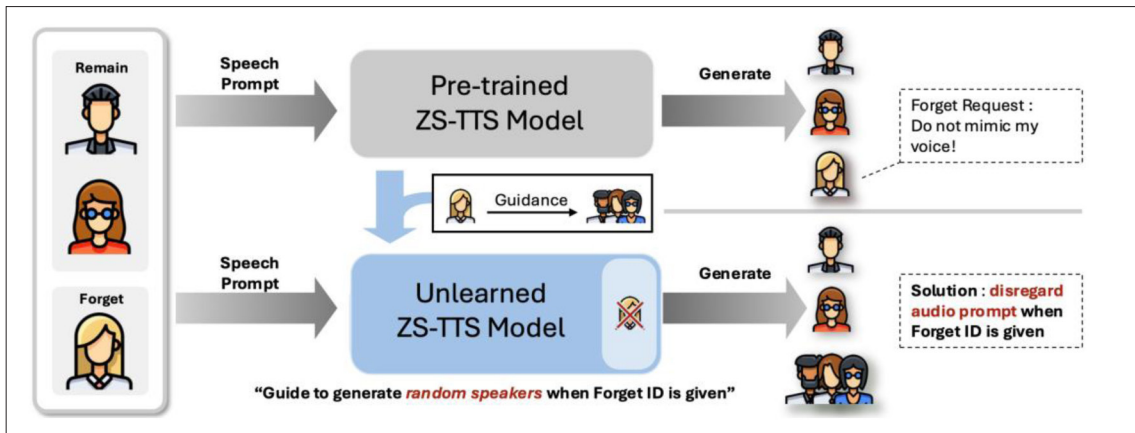 Remain
Speech
Prompt
Pre-trained
ZS-TTS Model
Generate
Forget Request :
Do not mimic my
voice!
Guidance
Forget
Speech
Prompt
Unlearned
ZS-TTS Model
Generate
Solution : disregard
audio prompt when
Forget ID is given
“Guide to generate random speakers when Forget ID is given”